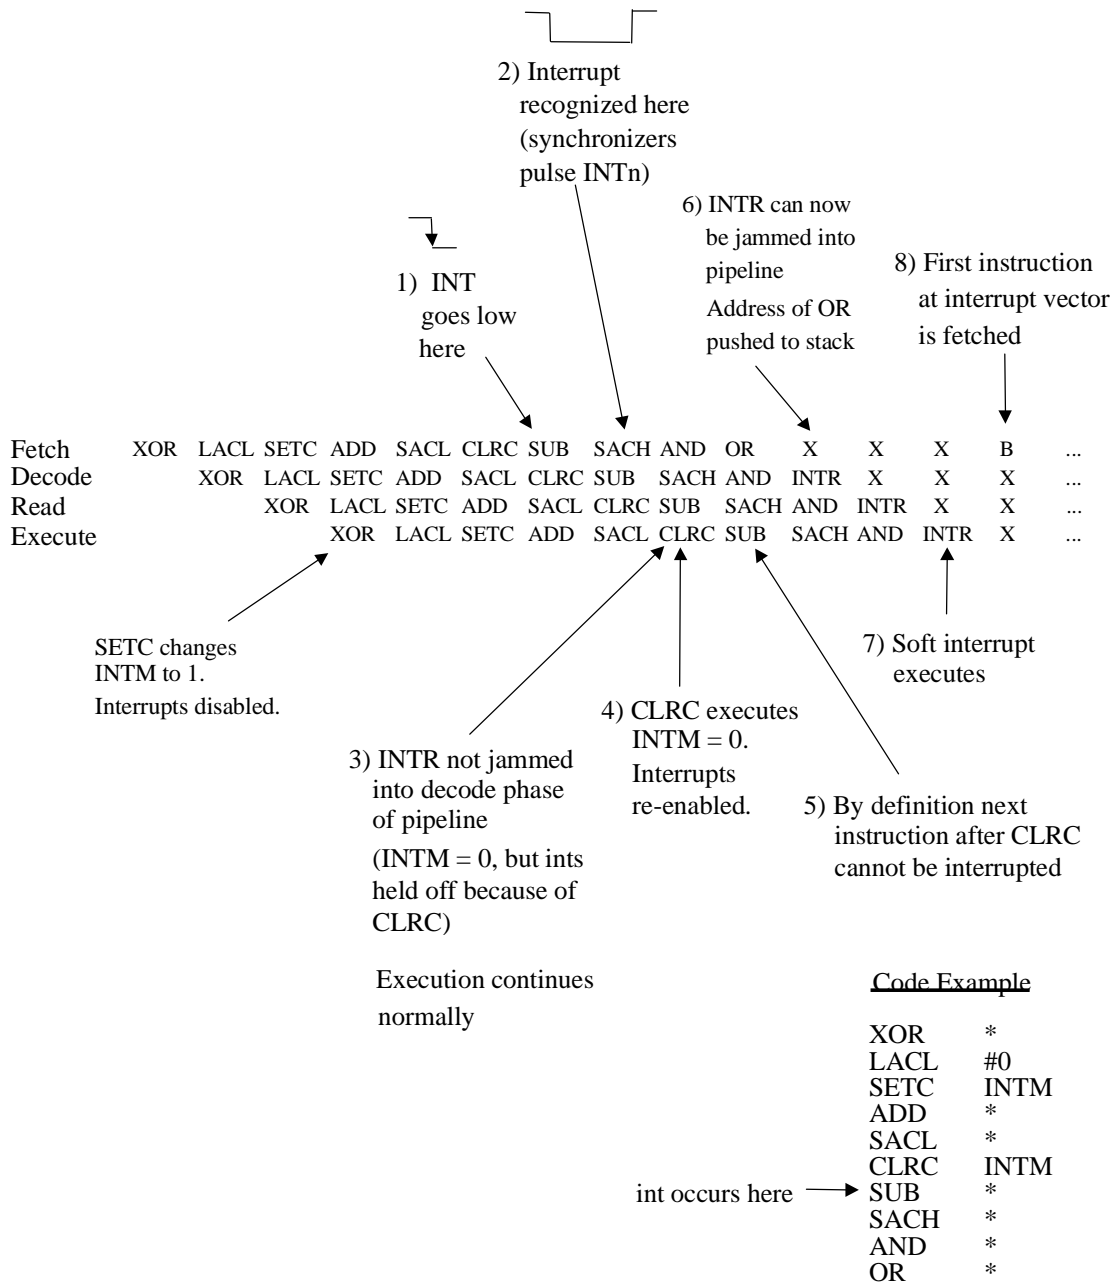 2) Interrupt
recognized here
(synchronizers
pulse INTn)
6) INTR can now
be jammed into
pipeline
Address of OR
pushed to stack
8) First instruction
at interrupt vector
is fetched
1) INT
goes low
here
Fetch XOR LACL SETC ADD SACL CLRC SUB SACH AND OR X X X B ...
Decode XOR LACL SETC ADD SACL CLRC SUB SACH AND INTR X X X ...
Read XOR LACL SETC ADD SACL CLRC SUB SACH AND INTR X X ...
Execute XOR LACL SETC ADD SACL CLRC SUB SACH AND INTR X ...
SETC changes
INTM to 1.
Interrupts disabled.
3) INTR not jammed
into decode phase
of pipeline
(INTM = 0, but ints
held off because of
CLRC)
Execution continues
normally
4) CLRC executes
INTM = 0.
Interrupts
re-enabled.
5) By definition next
instruction after CLRC
cannot be interrupted
7) Soft interrupt
executes
Code Example
XOR *
LACL #0
SETC INTM
ADD *
SACL *
CLRC INTM
int occurs here SUB *
SACH *
AND *
OR *